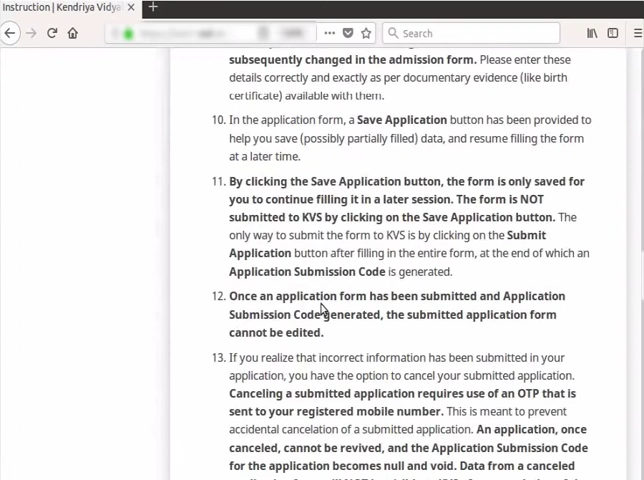 Instruction | Kendriya Vidya
Search
subsequently changed in the admission form. Please enter these
details correctly and exactly as per documentary evidence (like birth
certificate) available with them.
10. In the application form, a Save Application button has been provided to
help you save (possibly partially filled) data, and resume filling the form
at a later time.
11. By clicking the Save Application button, the form is only saved for
you to continue filling it in a later session. The form is NOT
submitted to KVS by clicking on the Save Application button. The
only way to submit the form to KVS is by clicking on the Submit
Application button after filling in the entire form, at the end of which an
Application Submission Code is generated.
12. Once an application form has been submitted and Application
Submission Code generated, the submitted application form
cannot be edited.
13. If you realize that incorrect information has been submitted in your
application, you have the option to cancel your submitted application.
Canceling a submitted application requires use of an OTP that is
sent to your registered mobile number. This is meant to prevent
accidental cancelation of a submitted application. An application, once
canceled, cannot be revived, and the Application Submission Code
for the application becomes null and void. Data from a canceled